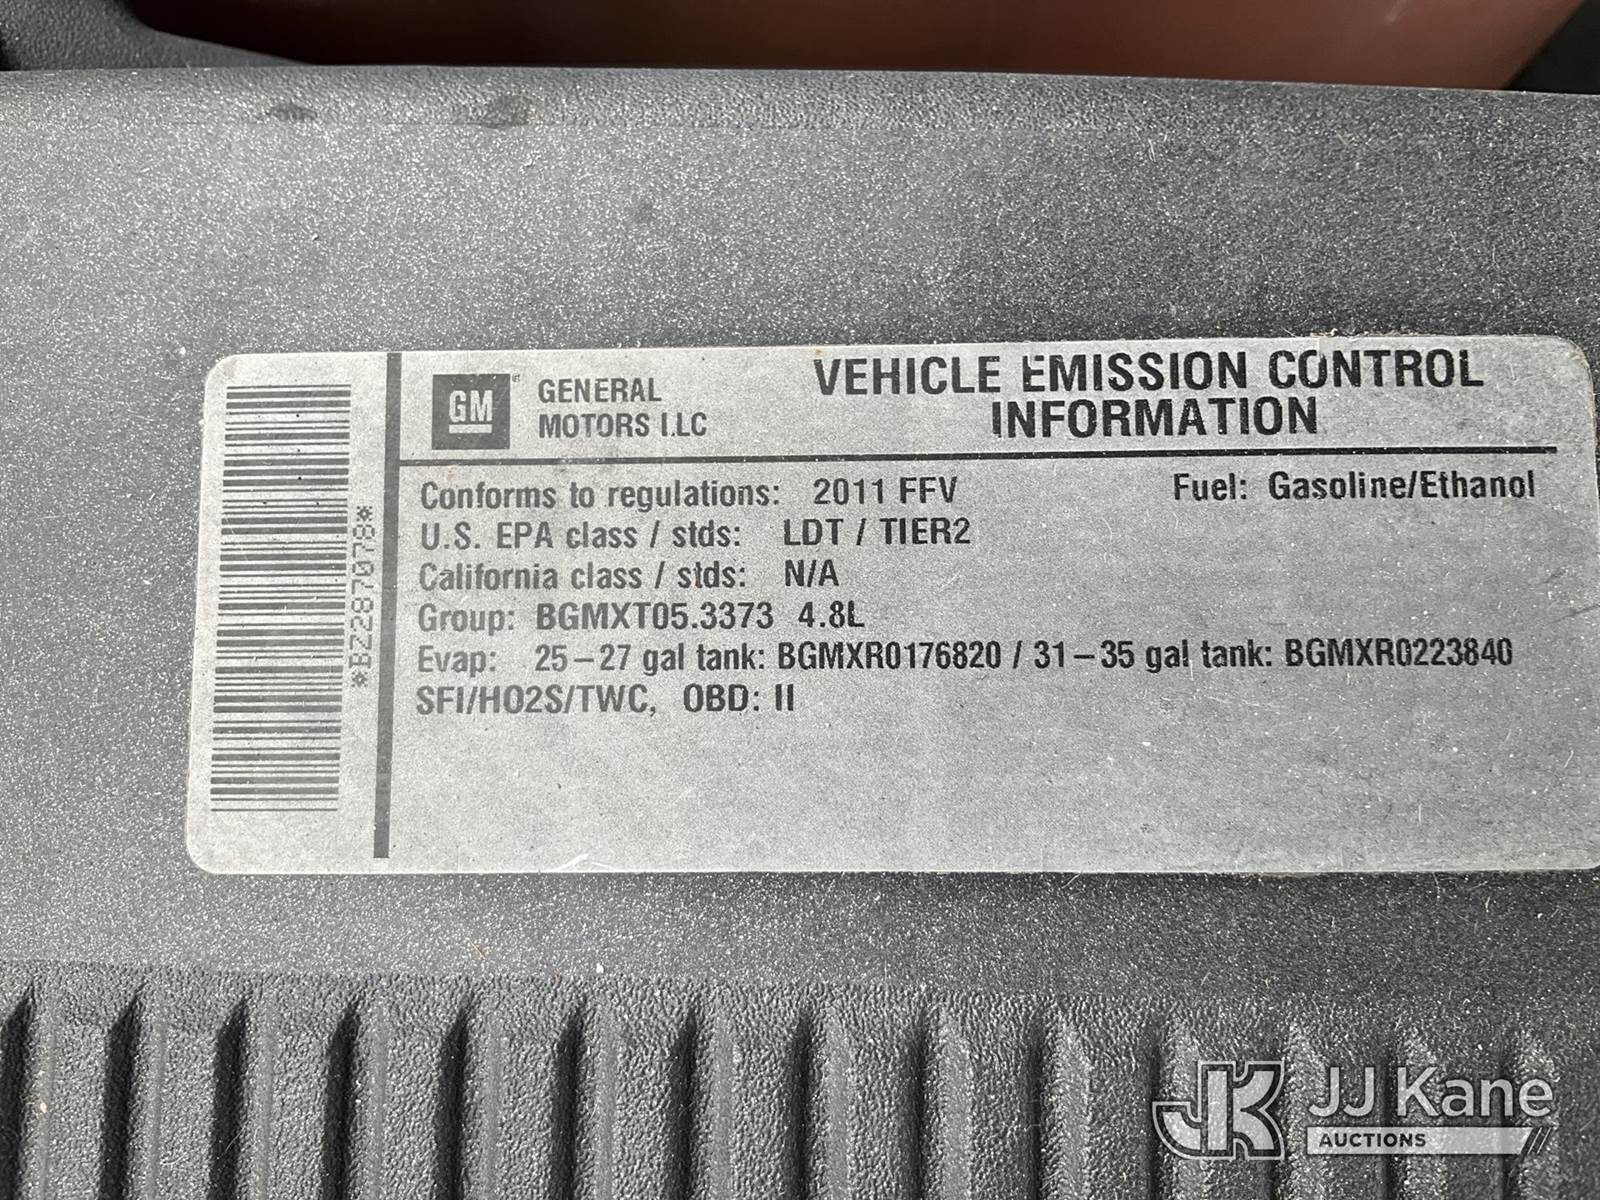 *BZ287078*
GM
GENERAL
MOTORS LLC
VEHICLE EMISSION CONTROL
INFORMATION
Conforms to regulations: 2011 FFV Fuel: Gasoline/Ethanol
U.S. EPA class / stds: LDT / TIER2
California class / stds: N/A
Group: BGMXT05.3373 4.8L
Evap: 25-27 gal tank: BGMXR0176820 / 31-35 gal tank: BGMXR0223840
SFI/HO2S/TWC, OBD: II
JK JJ Kane
AUCTIONS